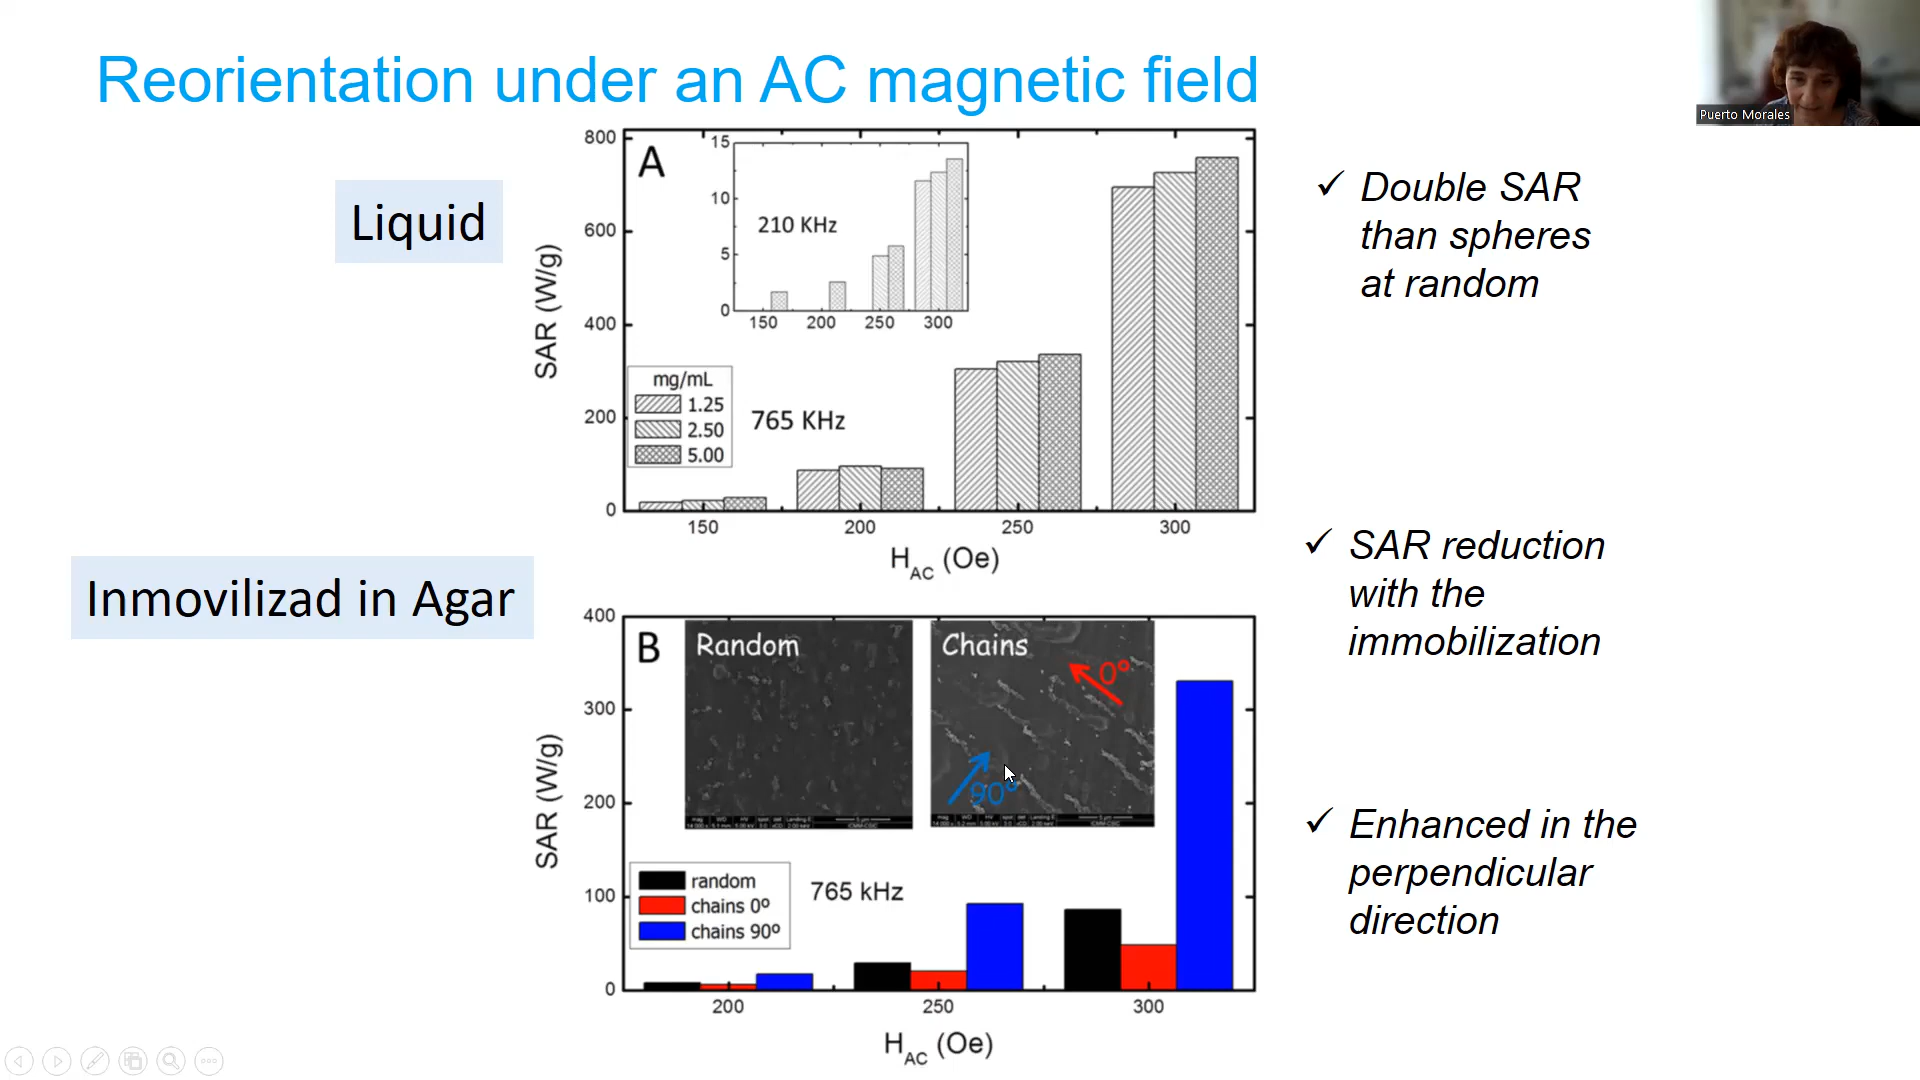 Reorientation under an AC magnetic field
Puerto Morales
Liquid
A
SAR (W/g)
800
600
400
200
0
15
10
5
0
210 KHz
150 200 250 300
mg/mL
1.25
2.50
5.00
765 KHz
150 200 250 300
HAC (Oe)
✓ Double SAR
than spheres
at random
Inmovilizad in Agar
B
SAR (W/g)
400
300
200
100
0
Random
Chains
0º
90º
random
chains 0º
chains 90º
765 kHz
200 250 300
HAC (Oe)
✓ SAR reduction
with the
immobilization
✓ Enhanced in the
perpendicular
direction